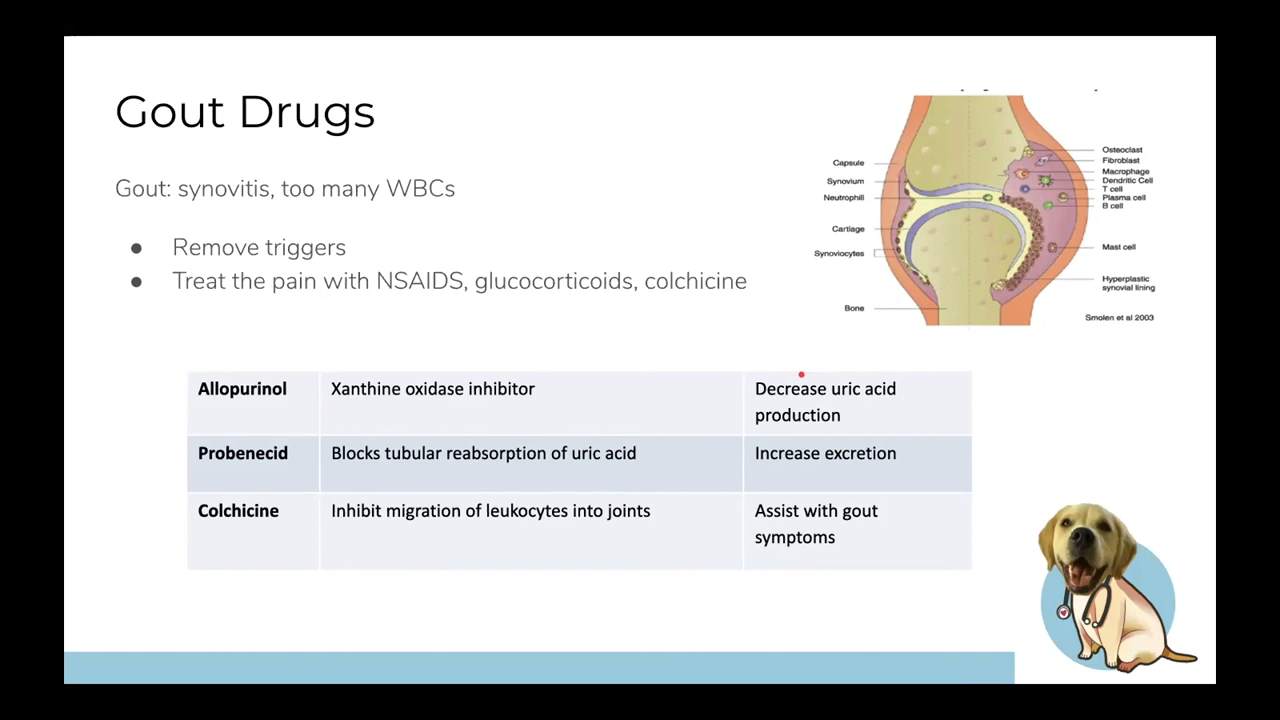 Gout Drugs
Gout: synovitis, too many WBCs
● Remove triggers
● Treat the pain with NSAIDS, glucocorticoids, colchicine
Capsule
Synovium
Neutrophill
Cartlage
Synoviocytes
Bone
Osteoclast
Fibroblast
Macrophage
Dendritic Cell
T cell
Plasma cell
B cell
Mast cell
Hyperplastic
synovial lining
Smolen et al 2003
Allopurinol Xanthine oxidase inhibitor Decrease uric acid
production
Probenecid Blocks tubular reabsorption of uric acid Increase excretion
Colchicine Inhibit migration of leukocytes into joints Assist with gout
symptoms